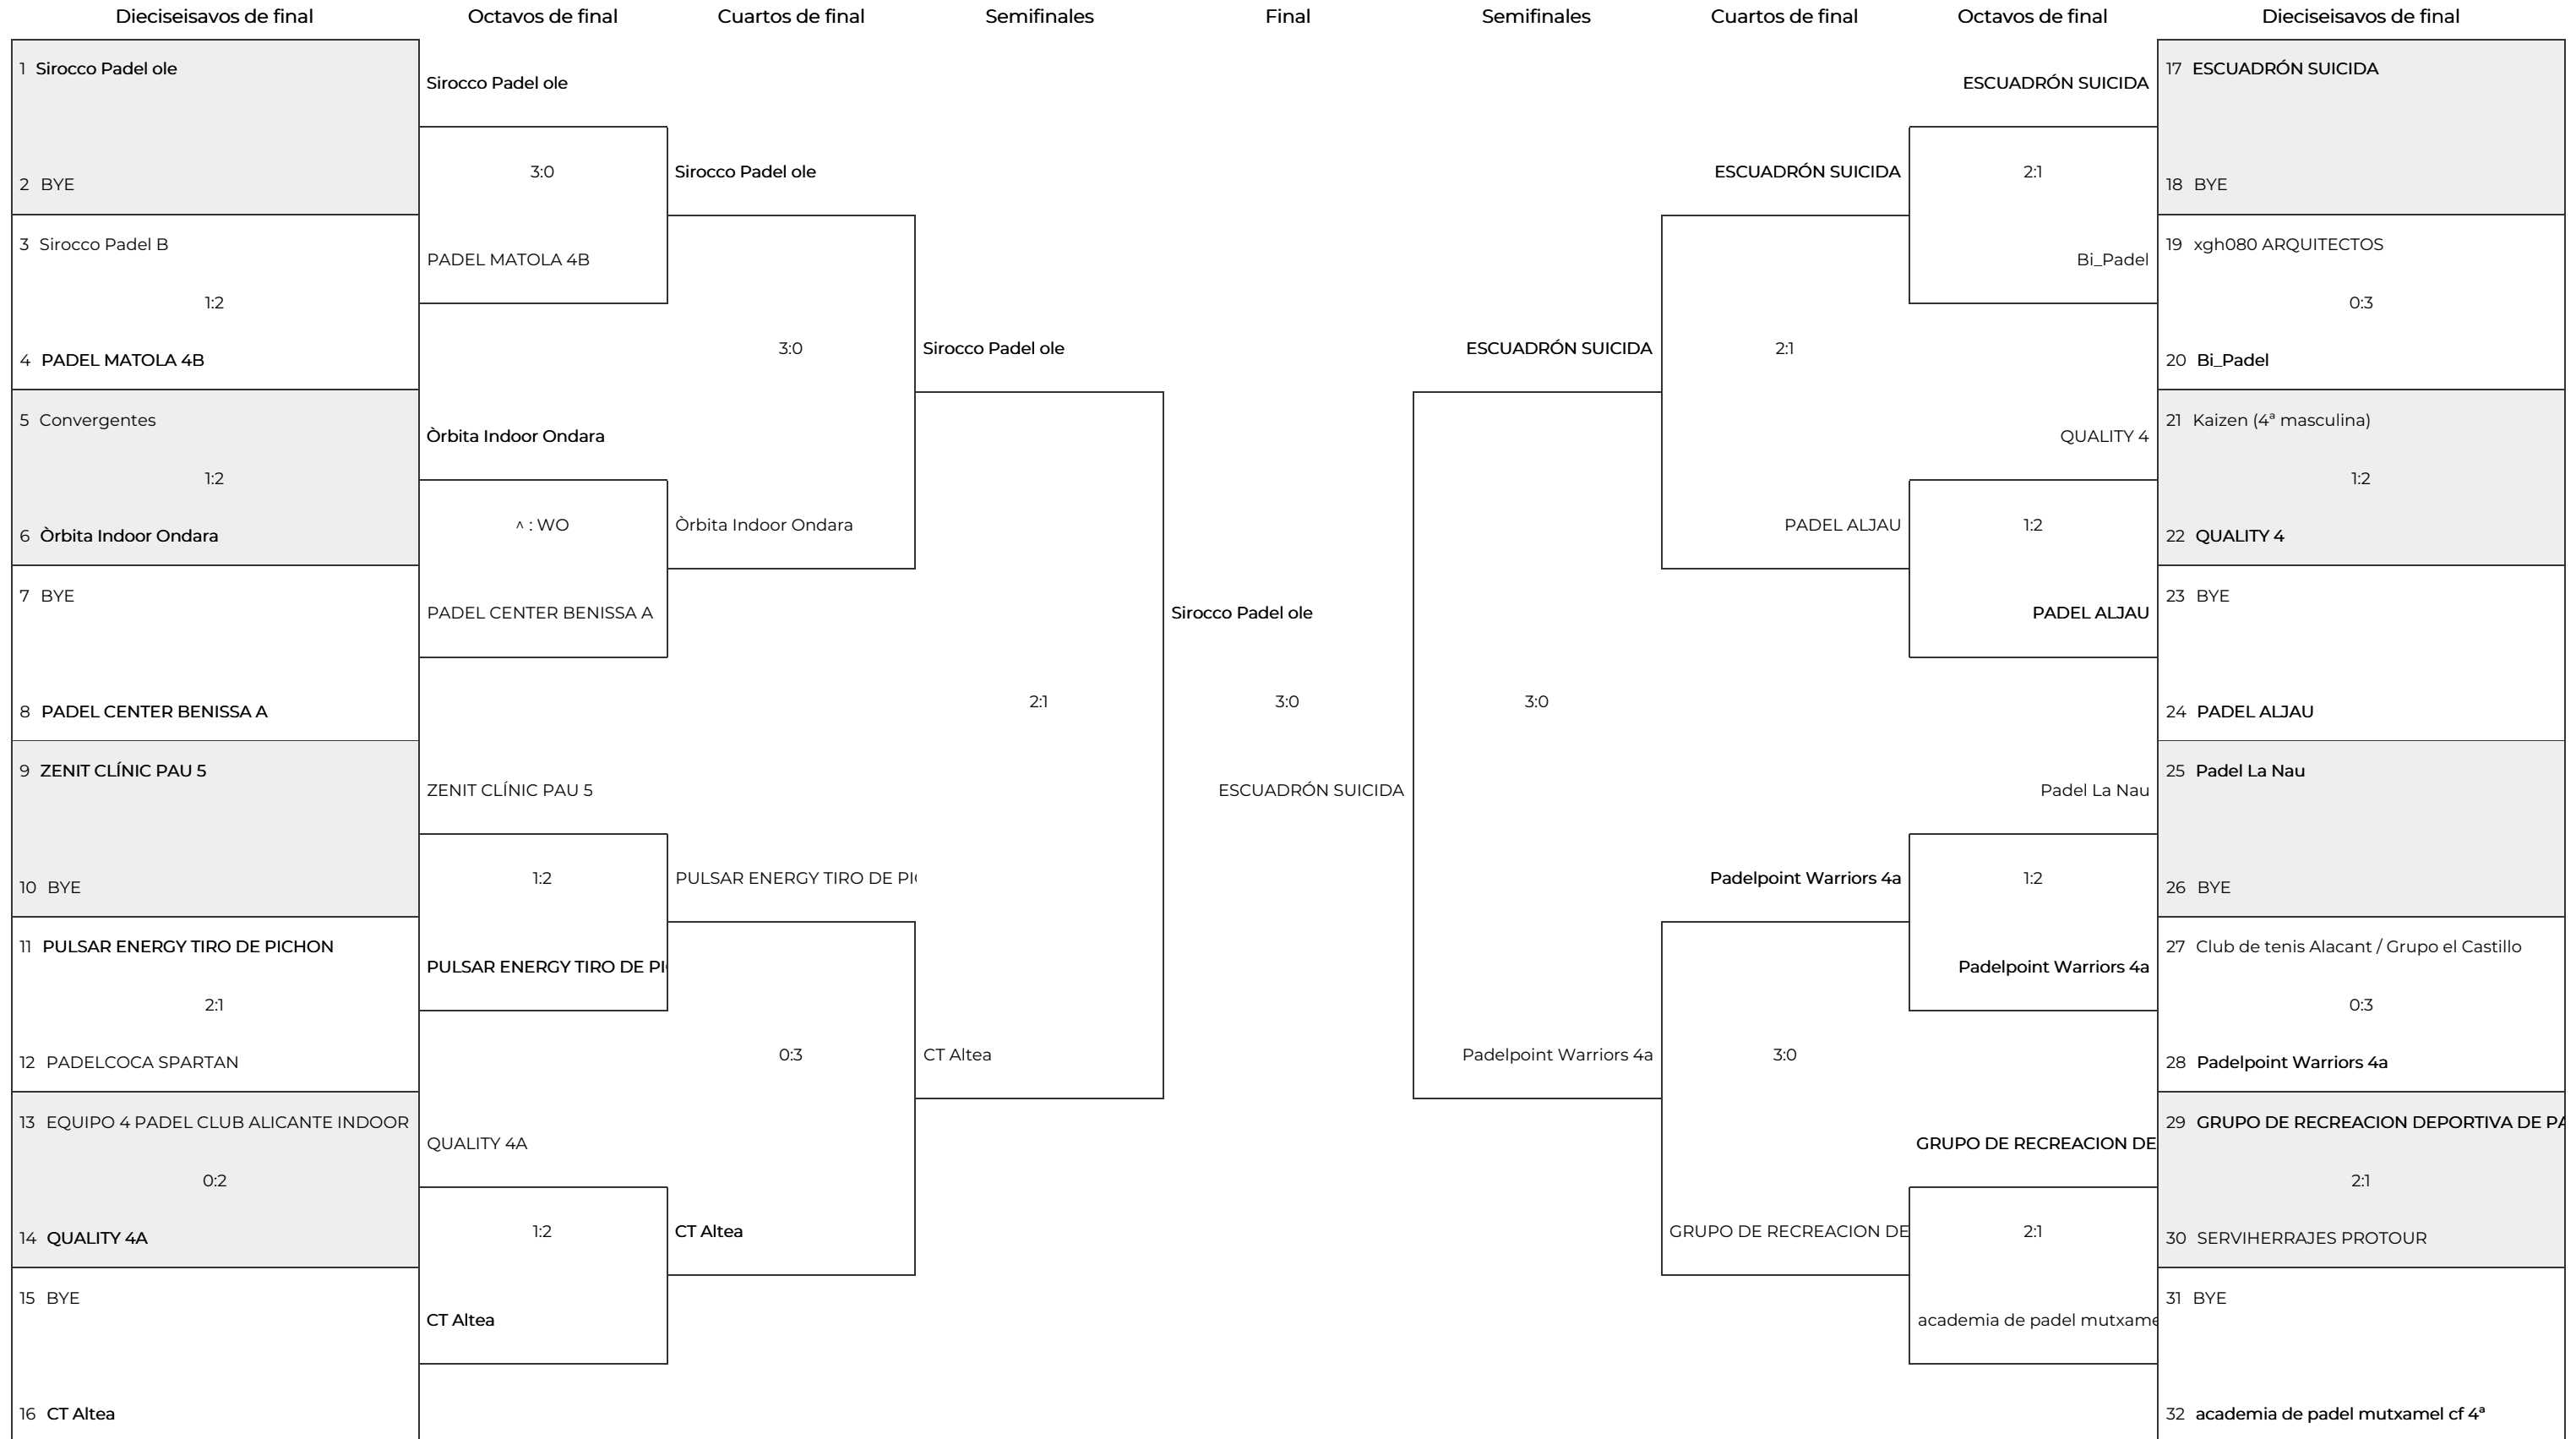 Dieciseisavos de final
Octavos de final
Cuartos de final
Semifinales
Final
Semifinales
Cuartos de final
Octavos de final
Dieciseisavos de final
1 Sirocco Padel ole
2 BYE
3 Sirocco Padel B
1:2
4 PADEL MATOLA 4B
5 Convergentes
1:2
6 Òrbita Indoor Ondara
7 BYE
8 PADEL CENTER BENISSA A
9 ZENIT CLÍNIC PAU 5
10 BYE
11 PULSAR ENERGY TIRO DE PICHON
2:1
12 PADELCOCA SPARTAN
13 EQUIPO 4 PADEL CLUB ALICANTE INDOOR
0:2
14 QUALITY 4A
15 BYE
16 CT Altea
Sirocco Padel ole
3:0
PADEL MATOLA 4B
Òrbita Indoor Ondara
^ : WO
PADEL CENTER BENISSA A
ZENIT CLÍNIC PAU 5
1:2
PULSAR ENERGY TIRO DE PI
QUALITY 4A
1:2
CT Altea
Sirocco Padel ole
3:0
Òrbita Indoor Ondara
PULSAR ENERGY TIRO DE PI
0:3
CT Altea
Sirocco Padel ole
2:1
CT Altea
Sirocco Padel ole
3:0
ESCUADRÓN SUICIDA
ESCUADRÓN SUICIDA
3:0
Padelpoint Warriors 4a
ESCUADRÓN SUICIDA
2:1
PADEL ALJAU
Padelpoint Warriors 4a
3:0
GRUPO DE RECREACION DE
ESCUADRÓN SUICIDA
2:1
Bi_Padel
QUALITY 4
1:2
PADEL ALJAU
Padel La Nau
1:2
Padelpoint Warriors 4a
GRUPO DE RECREACION DE
2:1
academia de padel mutxame
17 ESCUADRÓN SUICIDA
18 BYE
19 xgh080 ARQUITECTOS
0:3
20 Bi_Padel
21 Kaizen (4ª masculina)
1:2
22 QUALITY 4
23 BYE
24 PADEL ALJAU
25 Padel La Nau
26 BYE
27 Club de tenis Alacant / Grupo el Castillo
0:3
28 Padelpoint Warriors 4a
29 GRUPO DE RECREACION DEPORTIVA DE PA
2:1
30 SERVIHERRAJES PROTOUR
31 BYE
32 academia de padel mutxamel cf 4ª